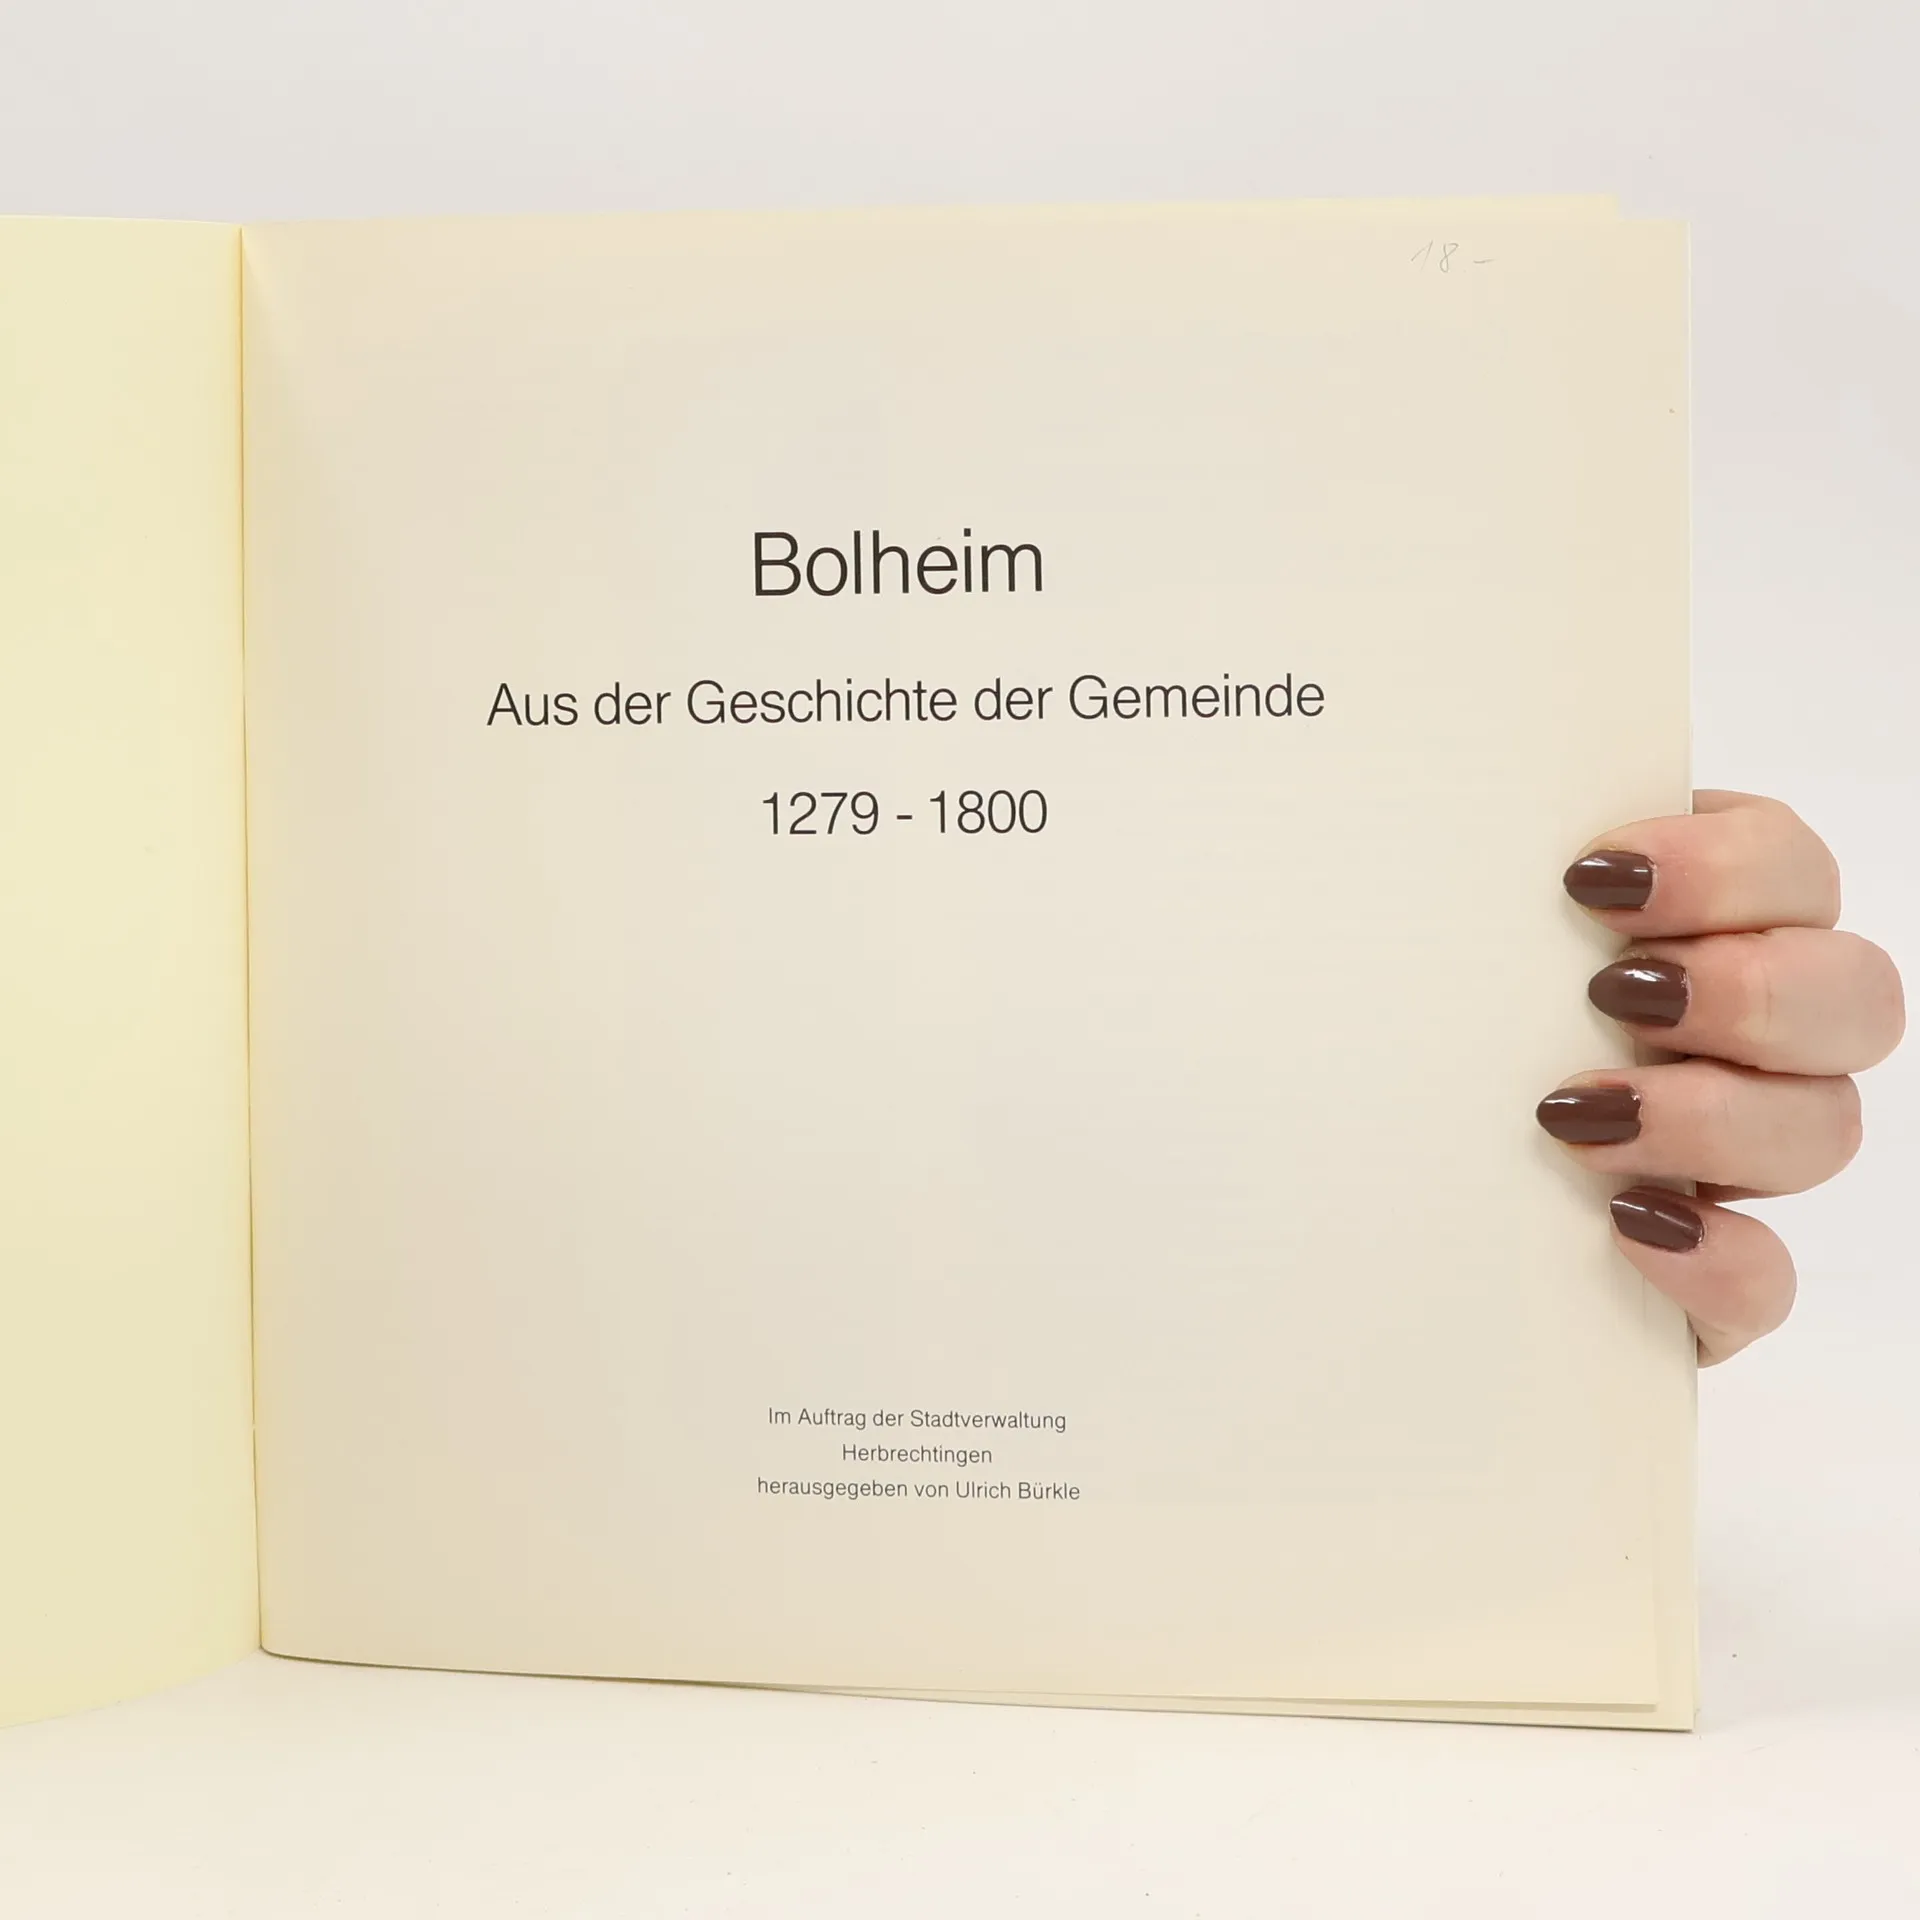 18 -
Bolheim
Aus der Geschichte der Gemeinde
1279 - 1800
Im Auftrag der Stadtverwaltung
Herbrechtingen
herausgegeben von Ulrich Bürkle